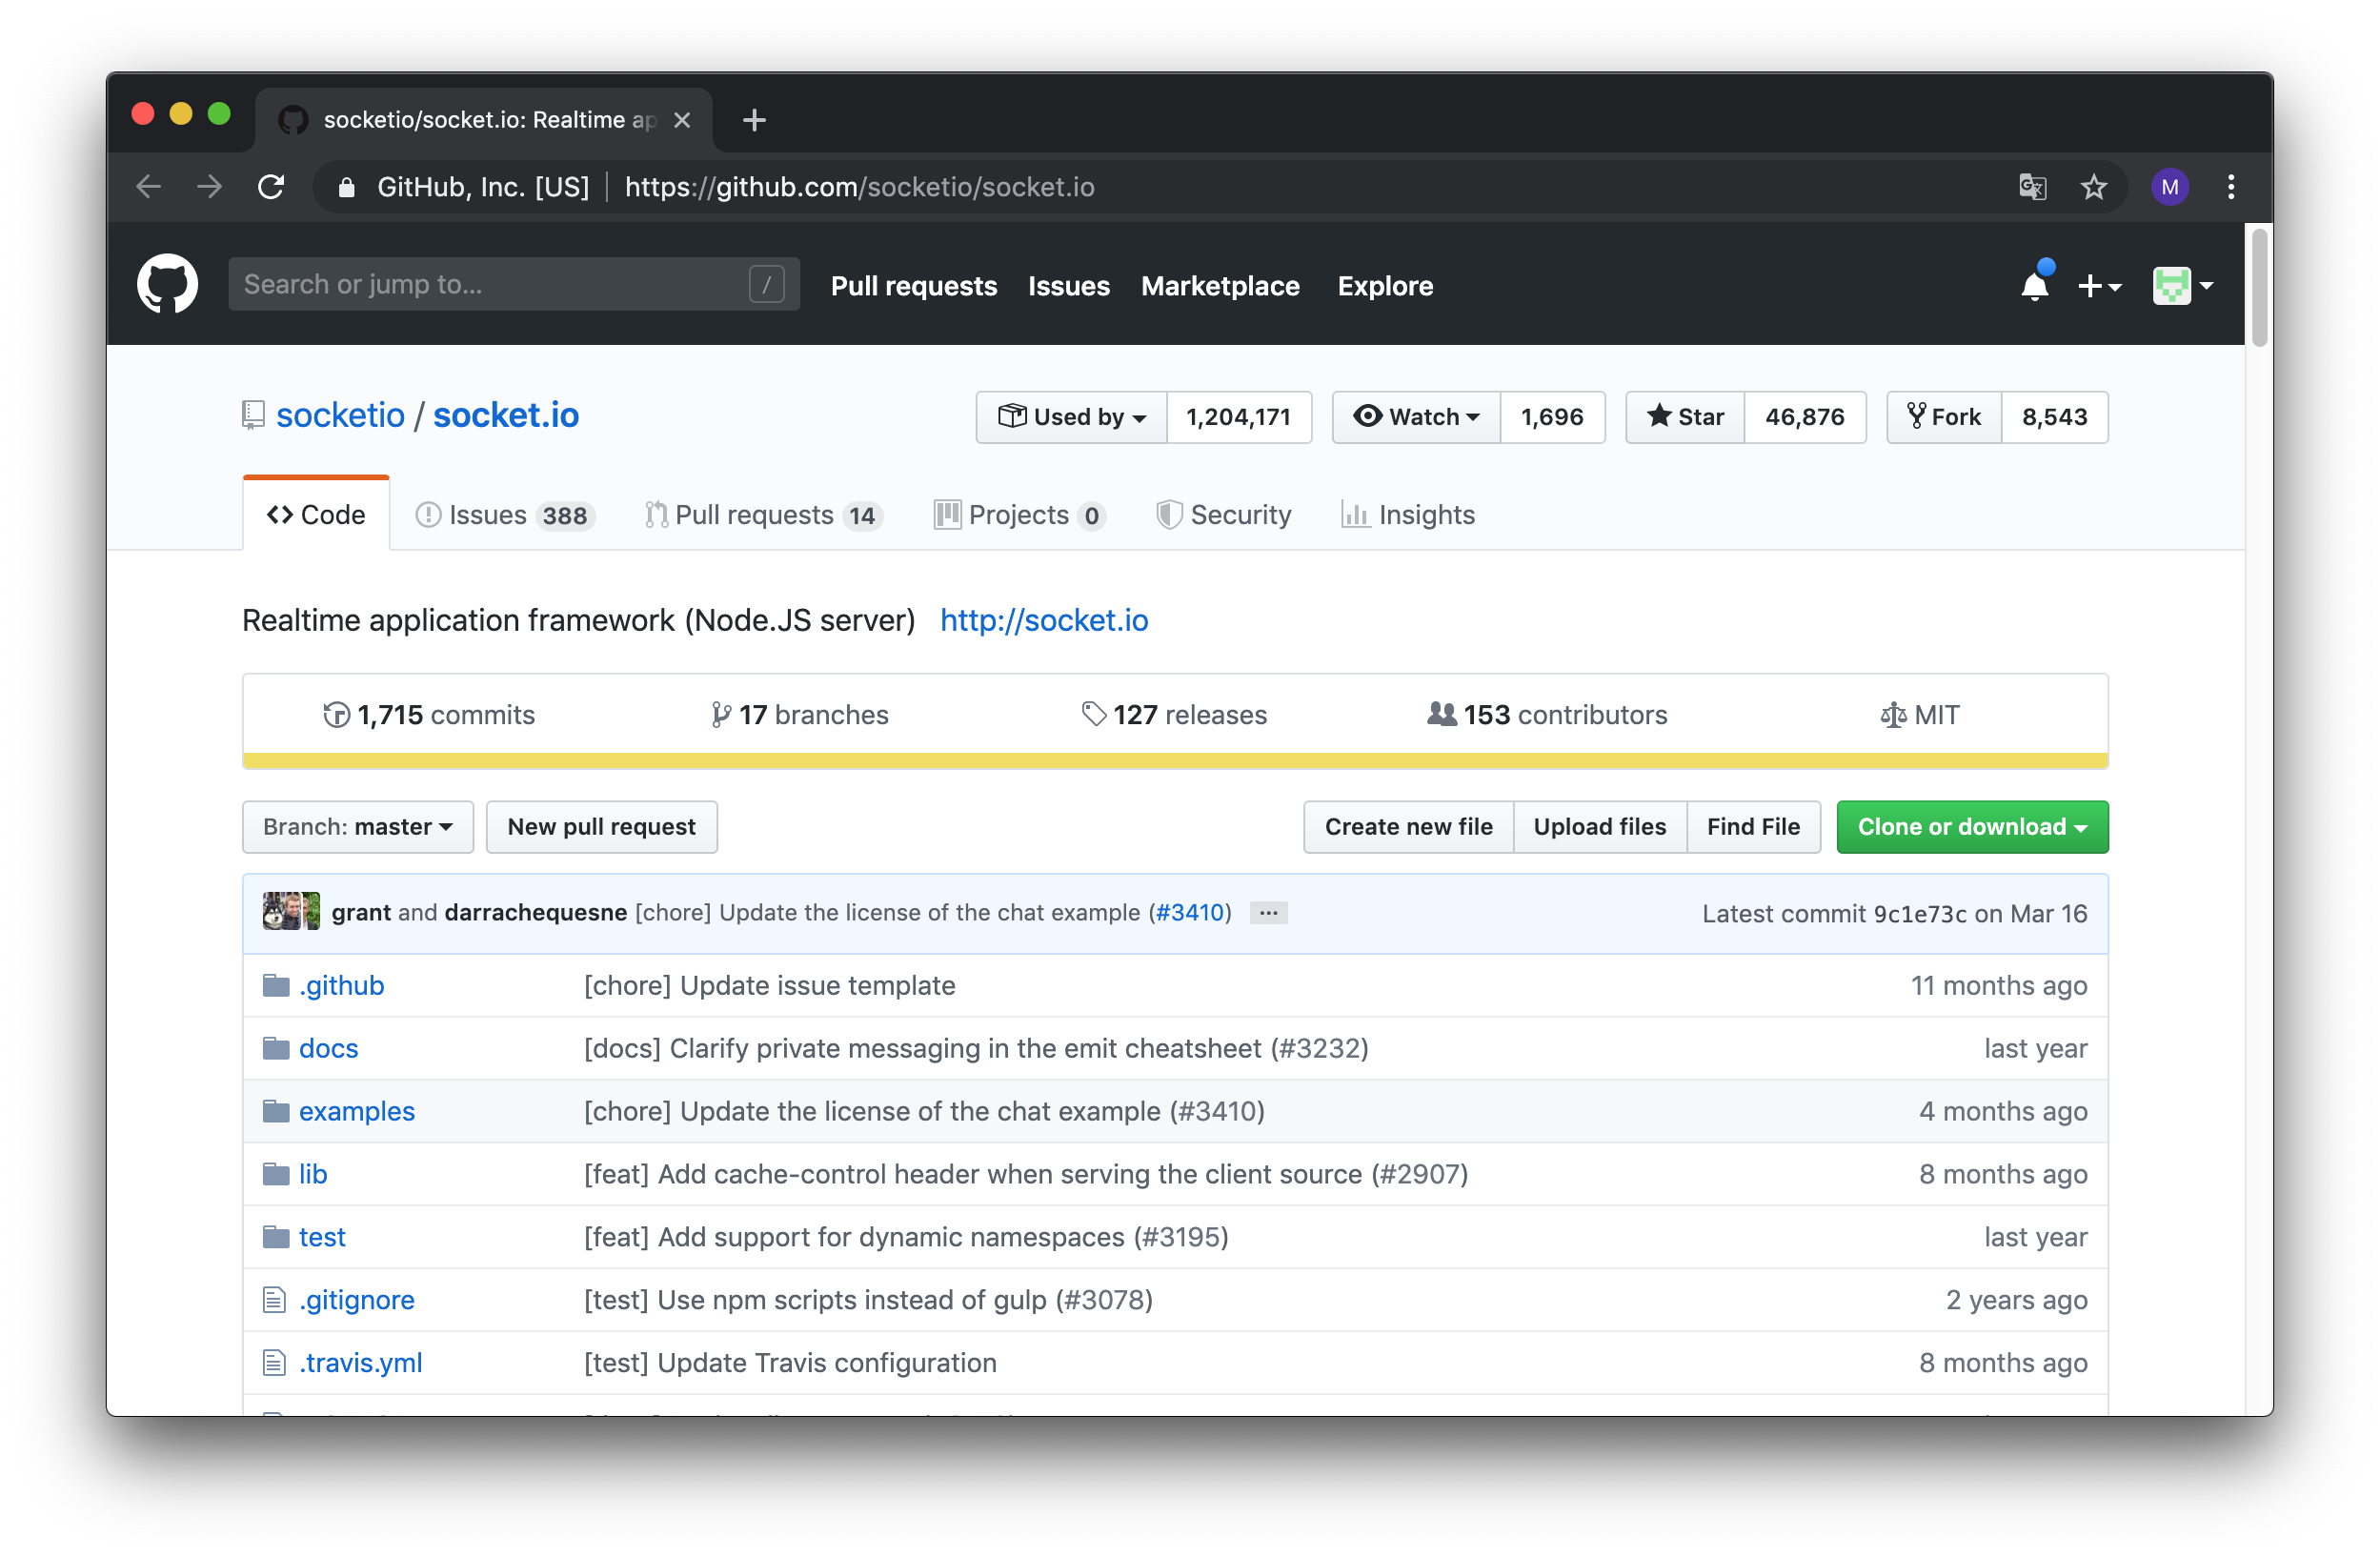 socketio/socket.io: Realtime ap
GitHub, Inc. [US] https://github.com/socketio/socket.io
M
Search or jump to... /
Pull requests Issues Marketplace Explore
socketio / socket.io
Used by 1,204,171 Watch 1,696 Star 46,876 Fork 8,543
Code Issues 388 Pull requests 14 Projects 0 Security Insights
Realtime application framework (Node.JS server) http://socket.io
1,715 commits 17 branches 127 releases 153 contributors MIT
Branch: master New pull request Create new file Upload files Find File Clone or download
grant and darrachequesne [chore] Update the license of the chat example (#3410) ... Latest commit 9c1e73c on Mar 16
.github [chore] Update issue template 11 months ago
docs [docs] Clarify private messaging in the emit cheatsheet (#3232) last year
examples [chore] Update the license of the chat example (#3410) 4 months ago
lib [feat] Add cache-control header when serving the client source (#2907) 8 months ago
test [feat] Add support for dynamic namespaces (#3195) last year
.gitignore [test] Use npm scripts instead of gulp (#3078) 2 years ago
.travis.yml [test] Update Travis configuration 8 months ago